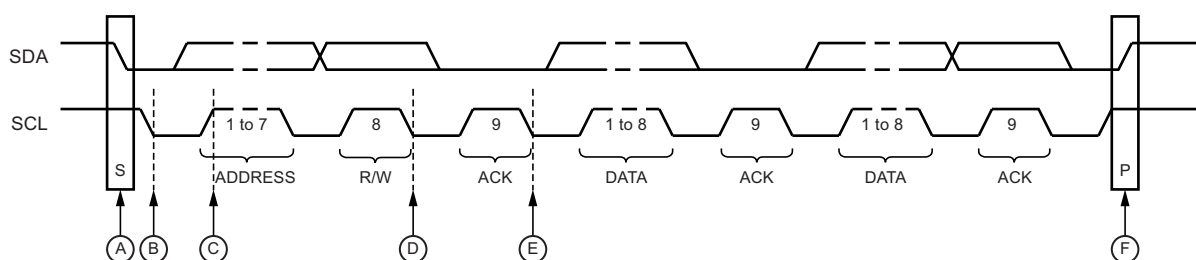 SDA
SCL
1 to 7
8
9
1 to 8
9
1 to 8
9
S
ADDRESS
R/W
ACK
DATA
ACK
DATA
ACK
P
A
B
C
D
E
F